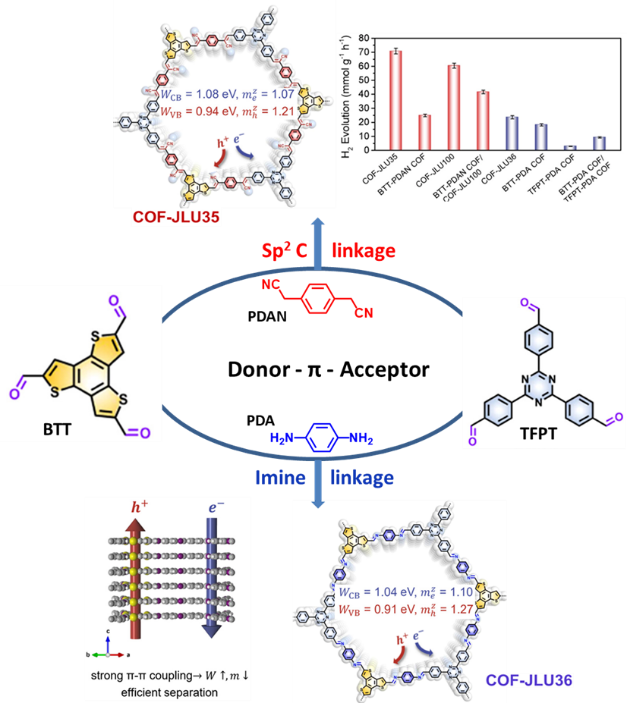 W_CB = 1.08 eV, m_e^z = 1.07
W_VB = 0.94 eV, m_h^z = 1.21
h⁺ e⁻
COF-JLU35
H₂ Evolution (mmol g⁻¹ h⁻¹)
80
70
60
50
40
30
20
10
0
COF-JLU35
BTT-PDAN COF
COF-JLU100
BTT-PDAN COF/
COF-JLU100
COF-JLU36
BTT-PDA COF
TFPT-PDA COF
BTT-PDA COF/
TFPT-PDA COF
Sp² C linkage
NC
CN
PDAN
Donor - π - Acceptor
PDA
H₂N
NH₂
Imine linkage
O
S
O
S
S
O
BTT
O
N
N
N
O
O
TFPT
h⁺ e⁻
c
b a
strong π-π coupling→ W ↑, m ↓
efficient separation
W_CB = 1.04 eV, m_e^z = 1.10
W_VB = 0.91 eV, m_h^z = 1.27
h⁺ e⁻
COF-JLU36